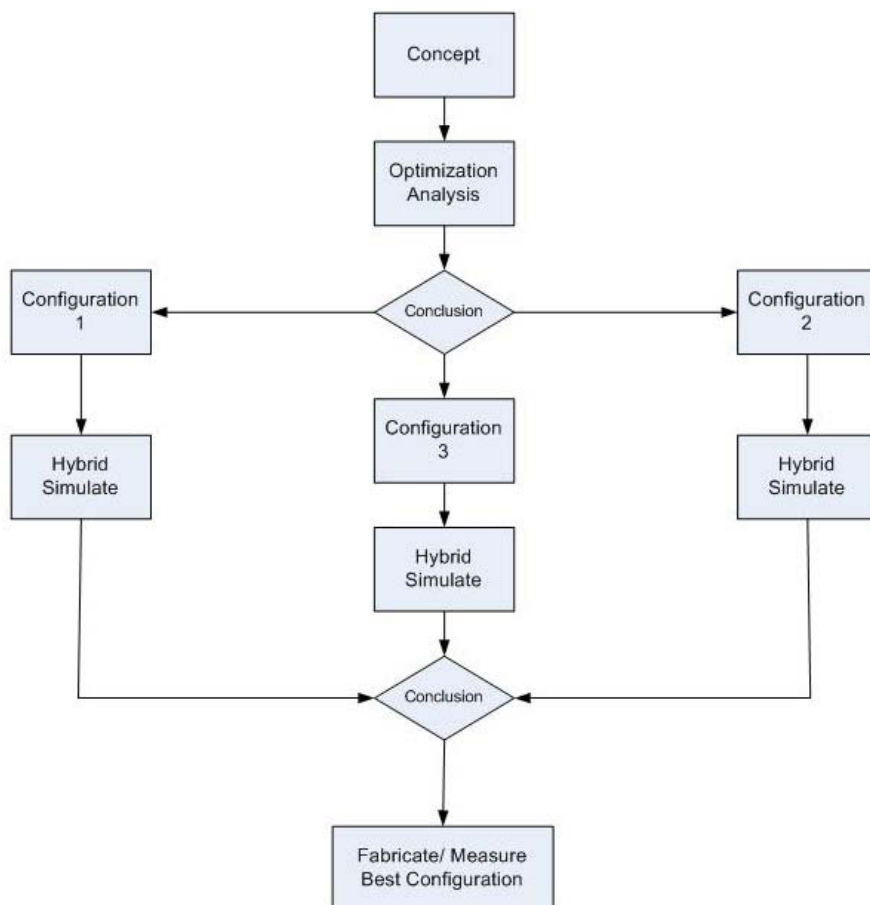 Concept
Optimization
Analysis
Conclusion
Configuration
1
Configuration
2
Configuration
3
Hybrid
Simulate
Hybrid
Simulate
Hybrid
Simulate
Conclusion
Fabricate/ Measure
Best Configuration